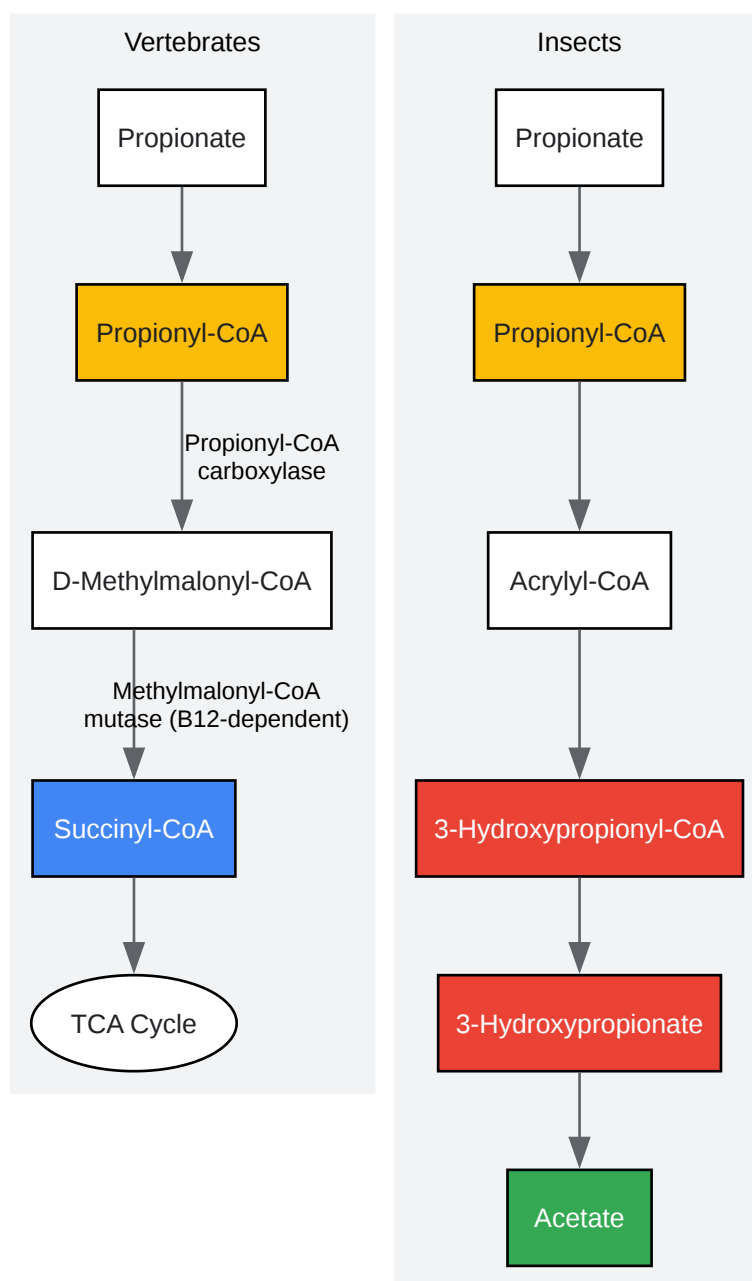 Vertebrates
Propionate
Propionyl-CoA
Propionyl-CoA
carboxylase
D-Methylmalonyl-CoA
Methylmalonyl-CoA
mutase (B12-dependent)
Succinyl-CoA
TCA Cycle
Insects
Propionate
Propionyl-CoA
Acrylyl-CoA
3-Hydroxypropionyl-CoA
3-Hydroxypropionate
Acetate